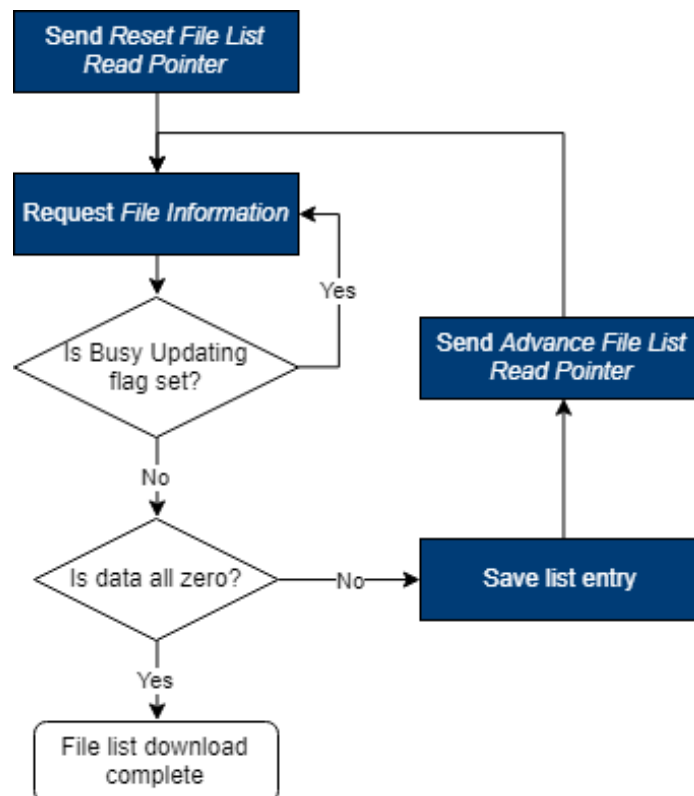 Send Reset File List
Read Pointer
Request File Information
Yes
Is Busy Updating
flag set?
Send Advance File List
Read Pointer
No
Is data all zero?
No
Save list entry
Yes
File list download
complete